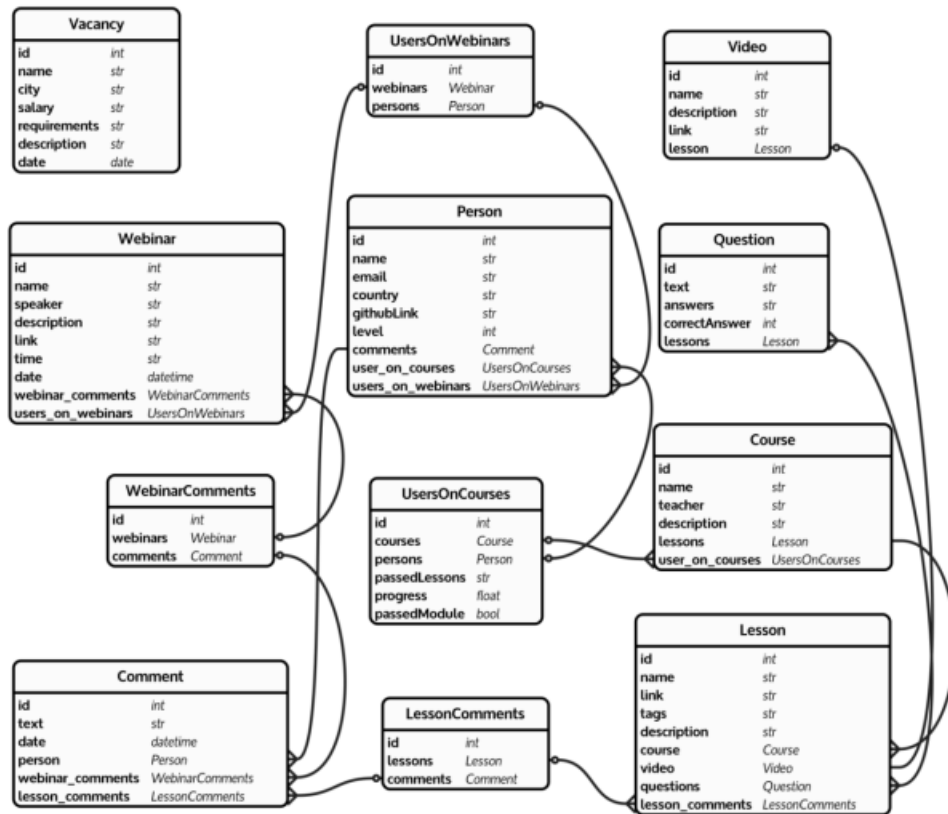 Vacancy
id int
name str
city str
salary str
requirements str
description str
date date
UsersOnWebinars
id int
webinars Webinar
persons Person
Video
id int
name str
description str
link str
lesson Lesson
Webinar
id int
name str
speaker str
description str
link str
time str
date datetime
webinar_comments WebinarComments
users_on_webinars UsersOnWebinars
Person
id int
name str
email str
country str
githubLink str
level int
comments Comment
user_on_courses UsersOnCourses
users_on_webinars UsersOnWebinars
Question
id int
text str
answers str
correctAnswer int
lessons Lesson
WebinarComments
id int
webinars Webinar
comments Comment
UsersOnCourses
id int
courses Course
persons Person
passedLessons str
progress float
passedModule bool
Course
id int
name str
teacher str
description str
lessons Lesson
user_on_courses UsersOnCourses
Comment
id int
text str
date datetime
person Person
webinar_comments WebinarComments
lesson_comments LessonComments
LessonComments
id int
lessons Lesson
comments Comment
Lesson
id int
name str
link str
tags str
description str
course Course
video Video
questions Question
lesson_comments LessonComments